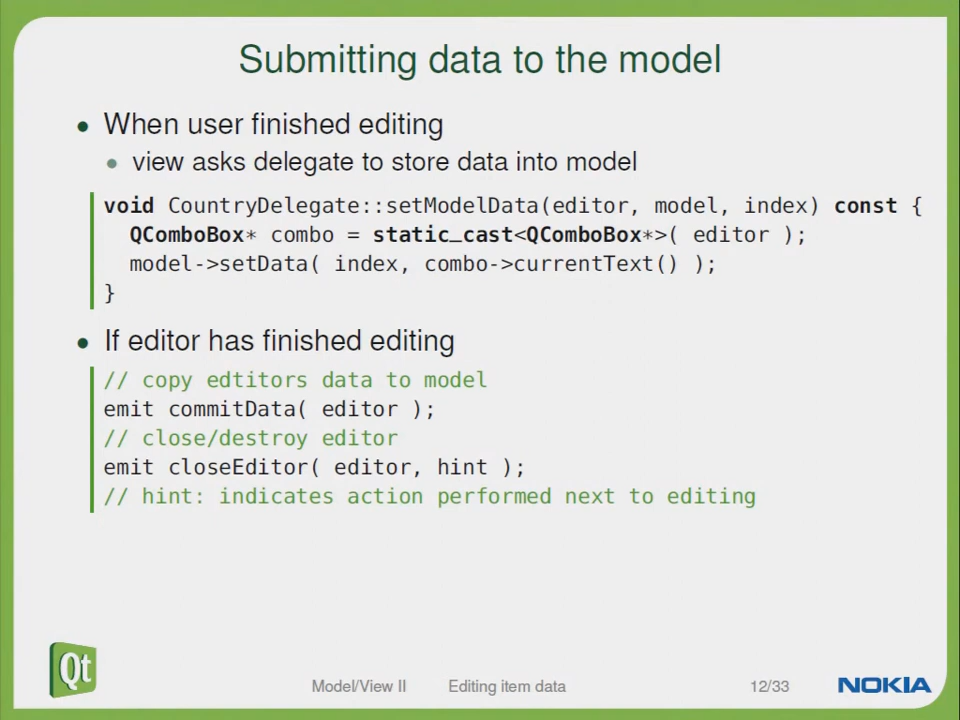 Submitting data to the model
• When user finished editing
• view asks delegate to store data into model
void CountryDelegate::setModelData(editor, model, index) const {
QComboBox* combo = static_cast<QComboBox*>( editor );
model->setData( index, combo->currentText() );
}
• If editor has finished editing
// copy edtitors data to model
emit commitData( editor );
// close/destroy editor
emit closeEditor( editor, hint );
// hint: indicates action performed next to editing
Qt
Model/View II Editing item data 12/33 NOKIA